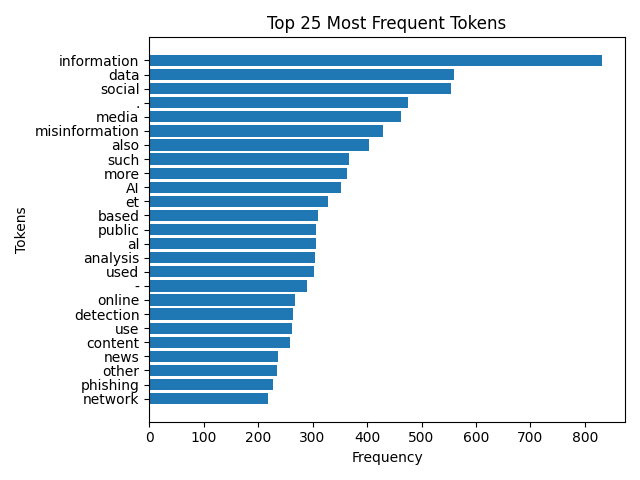 Top 25 Most Frequent Tokens
Tokens
information
data
social
.
media
misinformation
also
such
more
AI
et
based
public
al
analysis
used
-
online
detection
use
content
news
other
phishing
network
0 100 200 300 400 500 600 700 800
Frequency